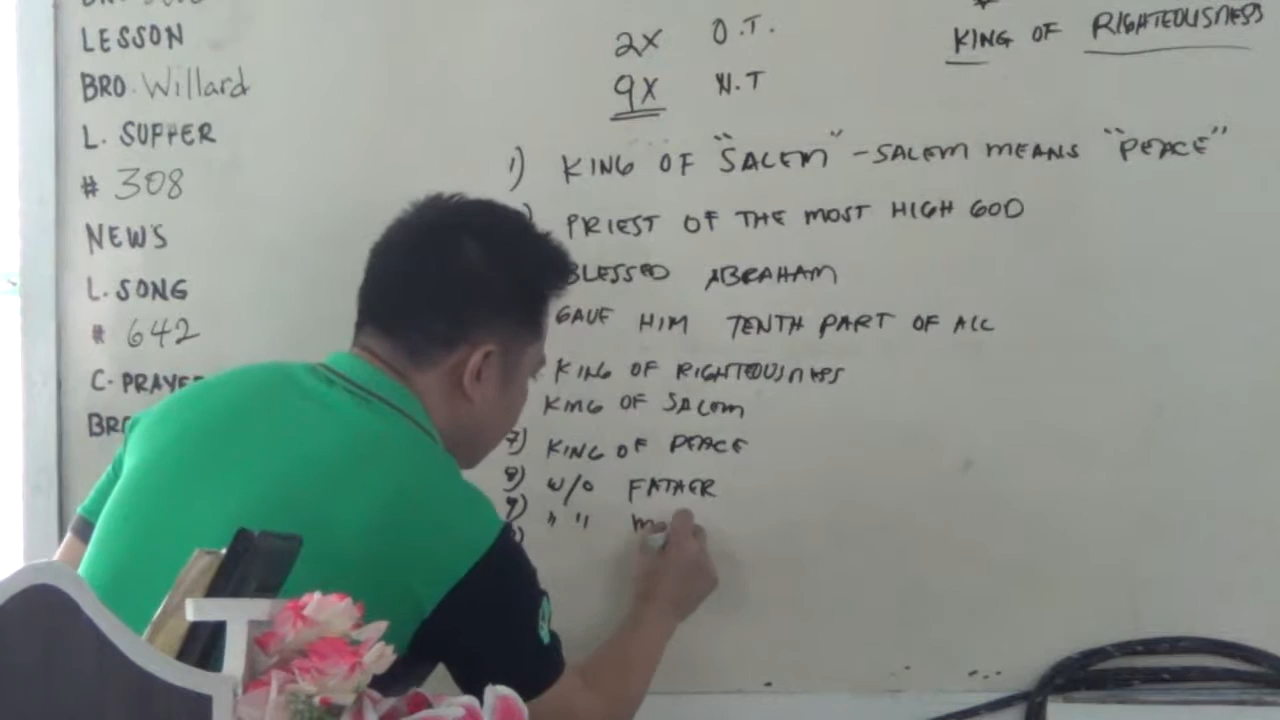 LESSON
BRO. Willard
L. SUPPER
# 308
NEWS
L. SONG
# 642
C. PRAYE
BRO
2X O.T.
9X N.T
KING OF RIGHTEOUSNESS
1) KING OF "SALEM" - SALEM MEANS "PEACE"
PRIEST OF THE MOST HIGH GOD
BLESSED ABRAHAM
GAVE HIM TENTH PART OF ALL
KING OF RIGHTEOUSNESS
KING OF SALEM
7) KING OF PEACE
8) W/O FATHER
9) " " M